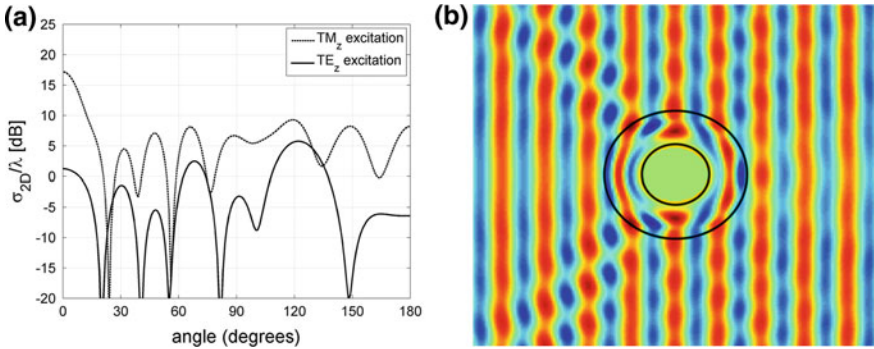 (a)
25
20
15
10
5
0
-5
-10
-15
-20
σ2D/λ [dB]
TMz excitation
TEz excitation
0 30 60 90 120 150 180
angle (degrees)
(b)